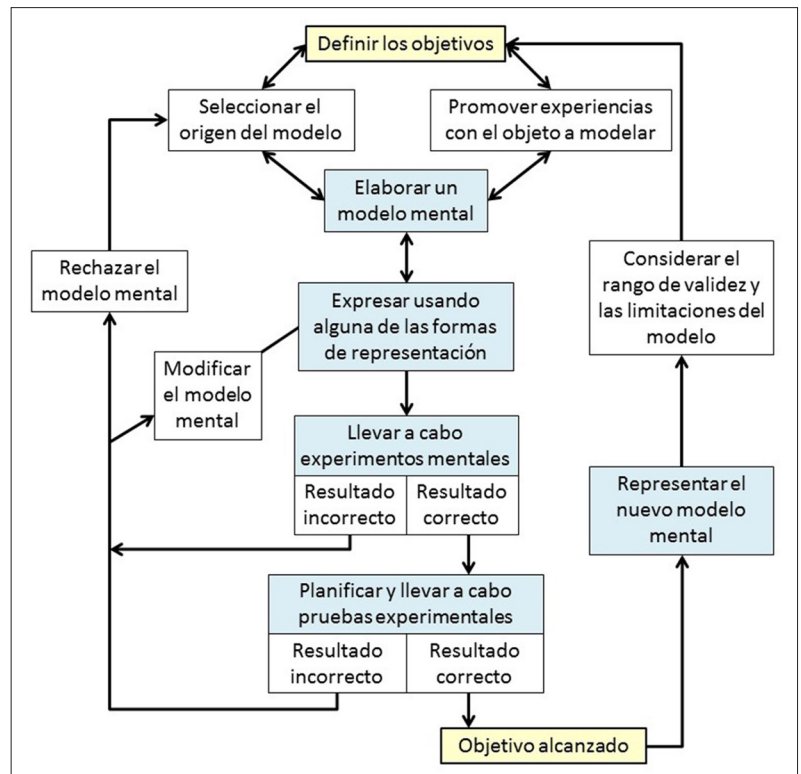 Definir los objetivos
Seleccionar el
origen del modelo
Promover experiencias
con el objeto a modelar
Elaborar un
modelo mental
Rechazar el
modelo mental
Considerar el
rango de validez y
las limitaciones del
modelo
Expresar usando
alguna de las formas
de representación
Modificar
el modelo
mental
Llevar a cabo
experimentos mentales
Resultado
incorrecto
Resultado
correcto
Representar el
nuevo modelo
mental
Planificar y llevar a cabo
pruebas experimentales
Resultado
incorrecto
Resultado
correcto
Objetivo alcanzado